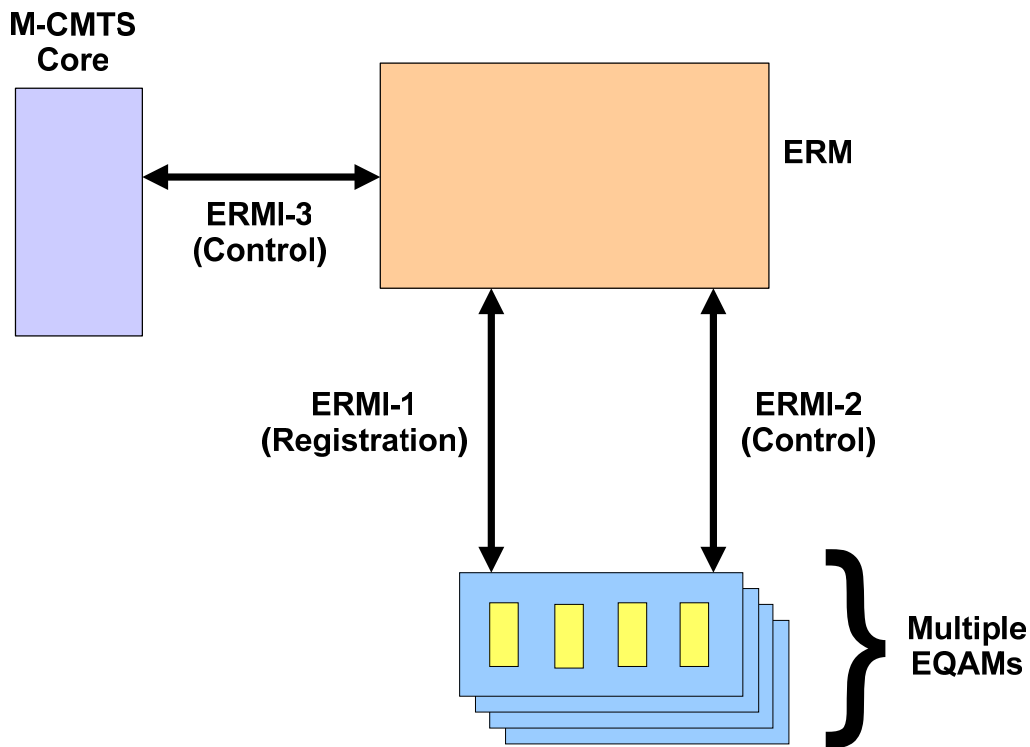 M-CMTS
Core
ERM
ERMI-3
(Control)
ERMI-1
(Registration)
ERMI-2
(Control)
Multiple
EQAMs